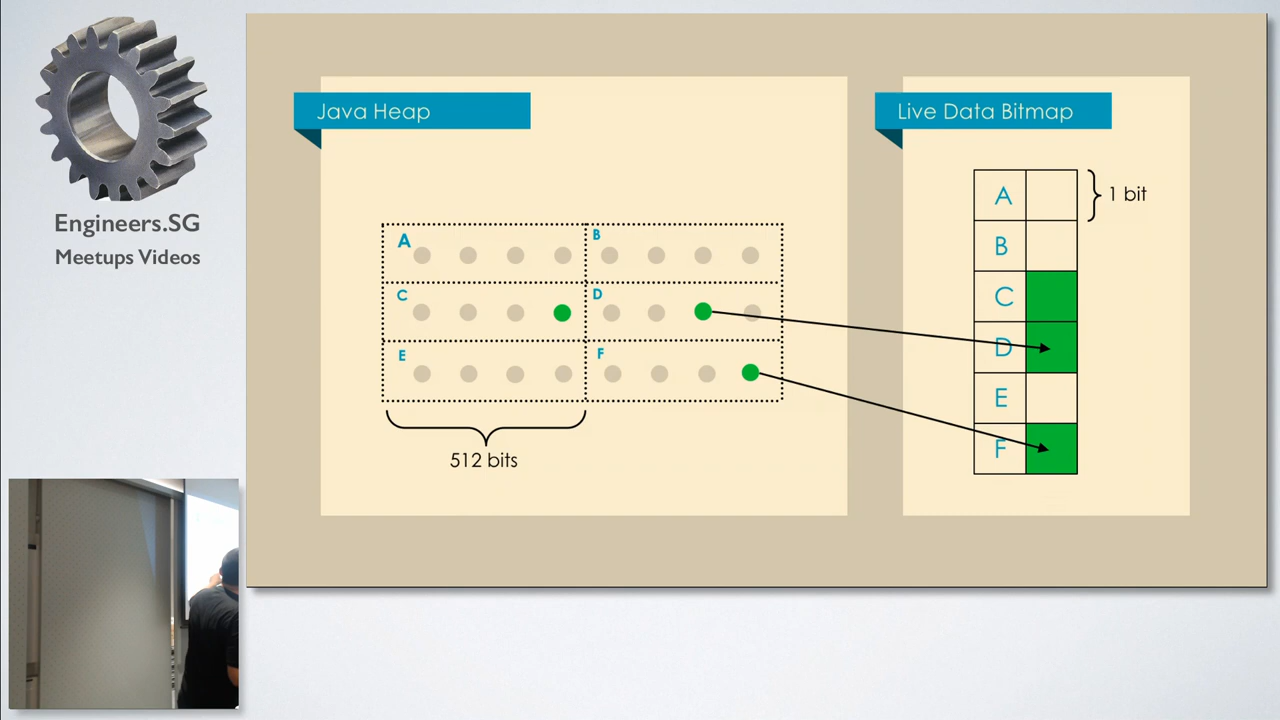 Engineers.SG
Meetups Videos
Java Heap
A
B
C
D
E
F
512 bits
Live Data Bitmap
A
1 bit
B
C
D
E
F